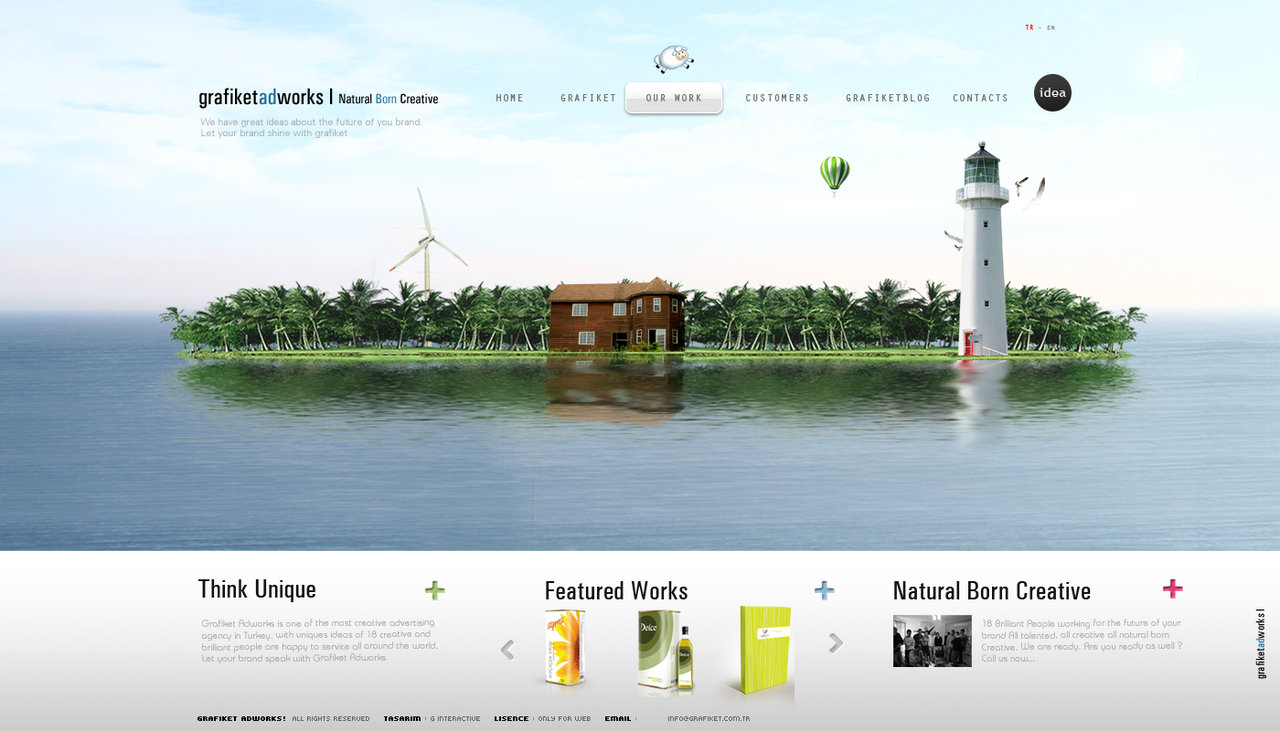 TR - EN
grafiketadworks | Natural Born Creative
We have great ideas about the future of you brand.
Let your brand shine with grafiket
HOME GRAFIKET OUR WORK CUSTOMERS GRAFIKETBLOG CONTACTS
idea
Think Unique
Grafiket Adworks is one of the most creative advertising
agency in Turkey, with uniques ideas of 18 creative and
brilliant people are happy to service all around the world.
Let your brand speak with Grafiket Adworks
Featured Works
Delce
Natural Born Creative
18 Brilliant People working for the future of your
brand All talented, all creative all natural born
Creative. We are ready. Are you ready as well ?
Call us now...
grafiketadworks |
GRAFIKET ADWORKS! ALL RIGHTS RESERVED TASARIM : G INTERACTIVE LISENCE : ONLY FOR WEB EMAIL : INFO@GRAFIKET.COM.TR